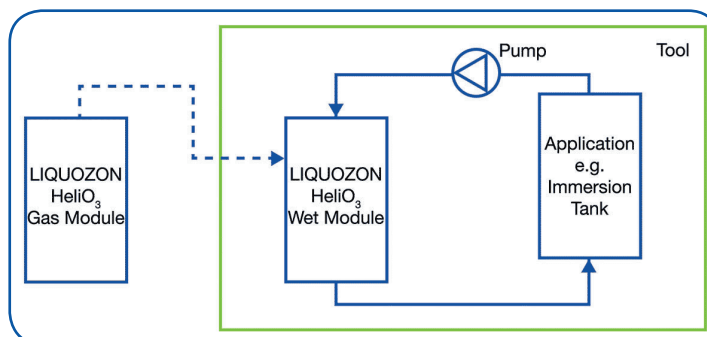 Pump
Tool
LIQUOZON
HeliO₃
Gas Module
LIQUOZON
HeliO₃
Wet Module
Application
e.g.
Immersion
Tank